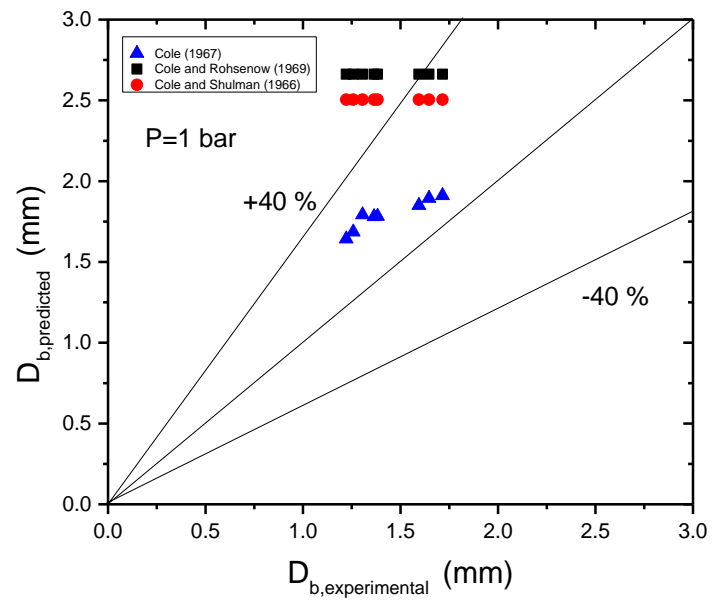 3.0
2.5
2.0
1.5
1.0
0.5
0.0
D_b,predicted (mm)
Cole (1967)
Cole and Rohsenow (1969)
Cole and Shulman (1966)
P=1 bar
+40 %
-40 %
0.0 0.5 1.0 1.5 2.0 2.5 3.0
D_b,experimental (mm)